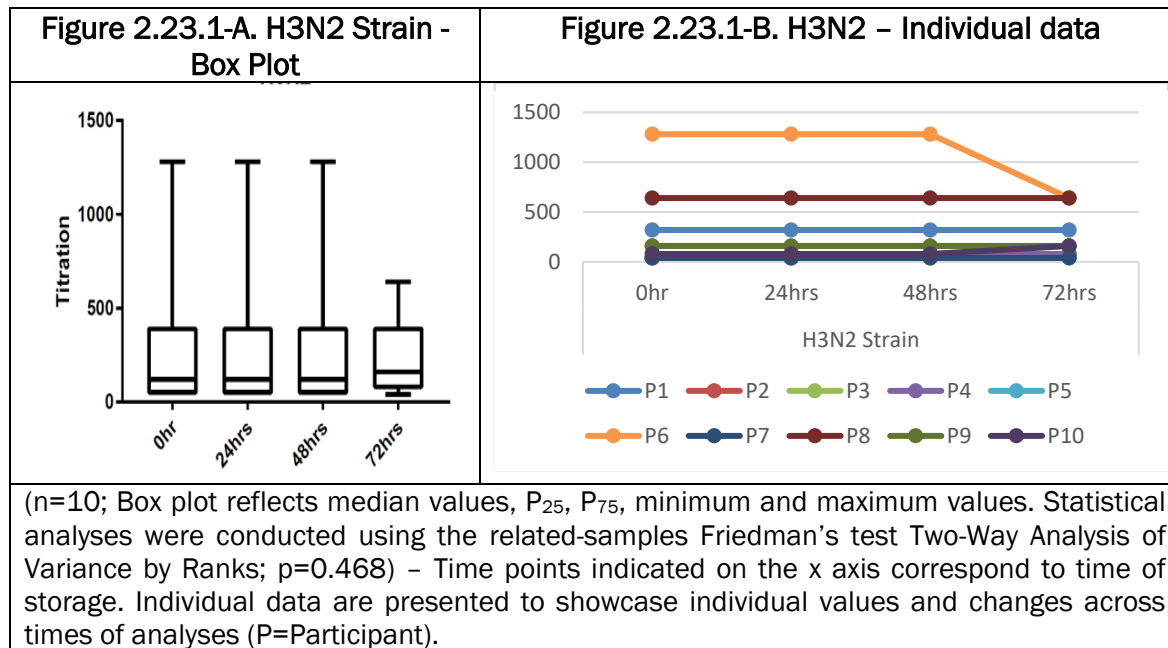 Figure 2.23.1-A. H3N2 Strain -
Box Plot
Figure 2.23.1-B. H3N2 – Individual data
1500
1000
500
0
Titration
0hr
24hrs
48hrs
72hrs
1500
1000
500
0
0hr 24hrs 48hrs 72hrs
H3N2 Strain
P1 P2 P3 P4 P5
P6 P7 P8 P9 P10
(n=10; Box plot reflects median values, P25, P75, minimum and maximum values. Statistical
analyses were conducted using the related-samples Friedman’s test Two-Way Analysis of
Variance by Ranks; p=0.468) – Time points indicated on the x axis correspond to time of
storage. Individual data are presented to showcase individual values and changes across
times of analyses (P=Participant).